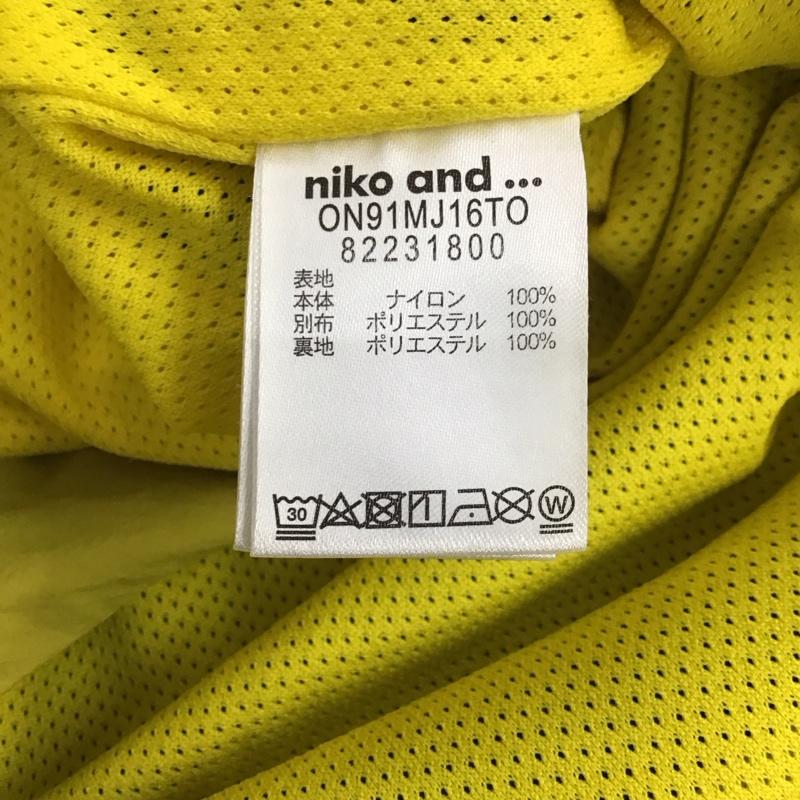 niko and ...
ON91MJ16TO
82231800
表地
本体 ナイロン 100%
別布 ポリエステル 100%
裏地 ポリエステル 100%
30 W